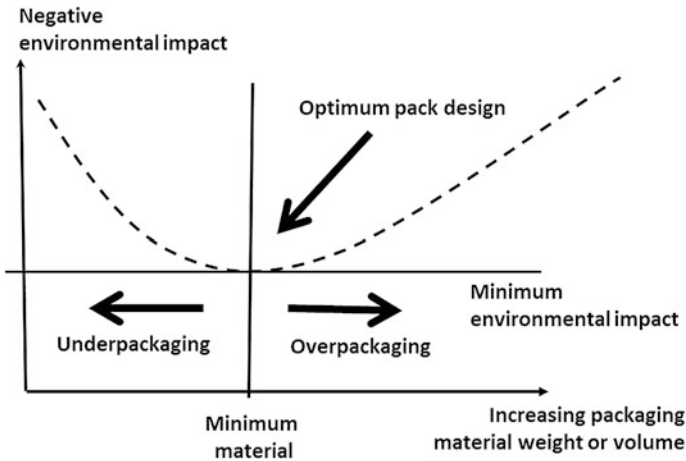 Negative
environmental impact
Optimum pack design
Minimum
environmental impact
Underpackaging
Overpackaging
Minimum
material
Increasing packaging
material weight or volume